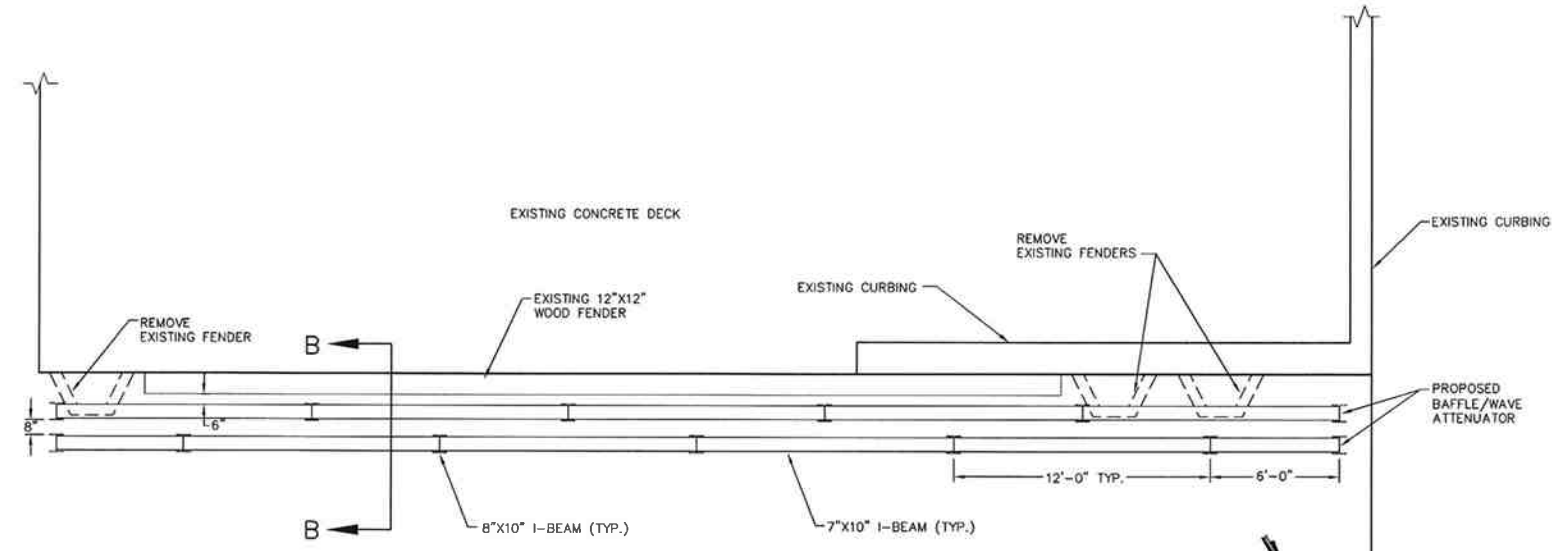 EXISTING CONCRETE DECK
EXISTING CURBING
REMOVE
EXISTING FENDERS
EXISTING CURBING
EXISTING 12"X12"
WOOD FENDER
REMOVE
EXISTING FENDER
B
PROPOSED
BAFFLE/WAVE
ATTENUATOR
8"
6"
12'-0" TYP.
6'-0"
B
8"X10" I-BEAM (TYP.)
7"X10" I-BEAM (TYP.)